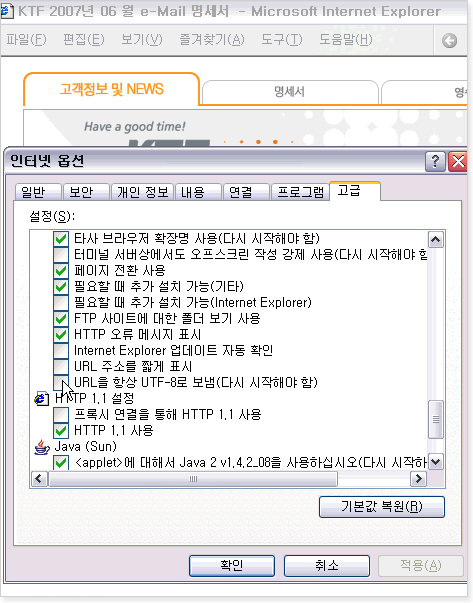 KTF 2007년 06 월 e-Mail 명세서 - Microsoft Internet Explorer
파일(F) 편집(E) 보기(V) 즐겨찾기(A) 도구(T) 도움말(H)
고객정보 및 NEWS 명세서
Have a good time!
인터넷 옵션
일반 보안 개인 정보 내용 연결 프로그램 고급
설정(S):
타사 브라우저 확장명 사용(다시 시작해야 함)
터미널 서버상에서도 오프스크린 작성 강제 사용(다시 시작해야 함
페이지 전환 사용
필요할 때 추가 설치 가능(기타)
필요할 때 추가 설치 가능(Internet Explorer)
FTP 사이트에 대한 폴더 보기 사용
HTTP 오류 메시지 표시
Internet Explorer 업데이트 자동 확인
URL 주소를 짧게 표시
URL을 항상 UTF-8로 보냄(다시 시작해야 함)
HTTP 1.1 설정
프록시 연결을 통해 HTTP 1.1 사용
HTTP 1.1 사용
Java (Sun)
<applet>에 대해서 Java 2 v1.4.2_08을 사용하십시오(다시 시작하
기본값 복원(R)
확인 취소 적용(A)